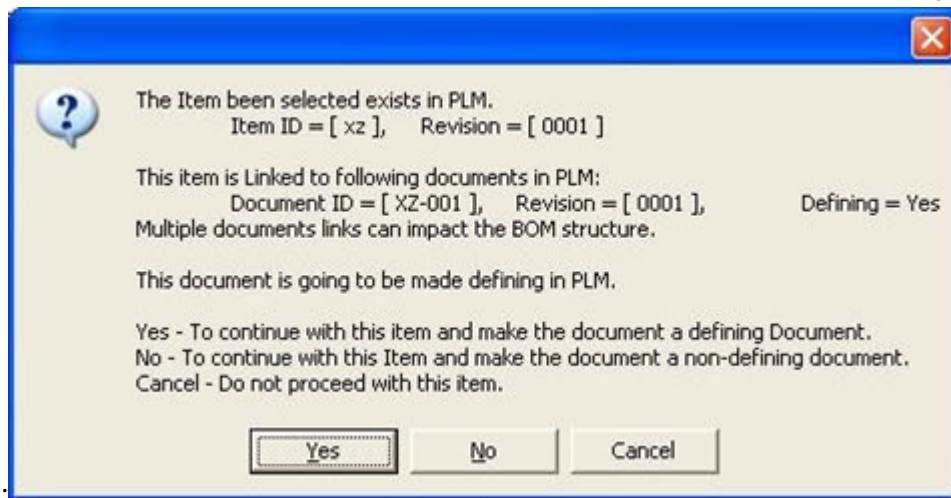 The Item been selected exists in PLM.
Item ID = [ xz ], Revision = [ 0001 ]
This item is Linked to following documents in PLM:
Document ID = [ XZ-001 ], Revision = [ 0001 ], Defining = Yes
Multiple documents links can impact the BOM structure.
This document is going to be made defining in PLM.
Yes - To continue with this item and make the document a defining Document.
No - To continue with this Item and make the document a non-defining document.
Cancel - Do not proceed with this item.
Yes No Cancel
.